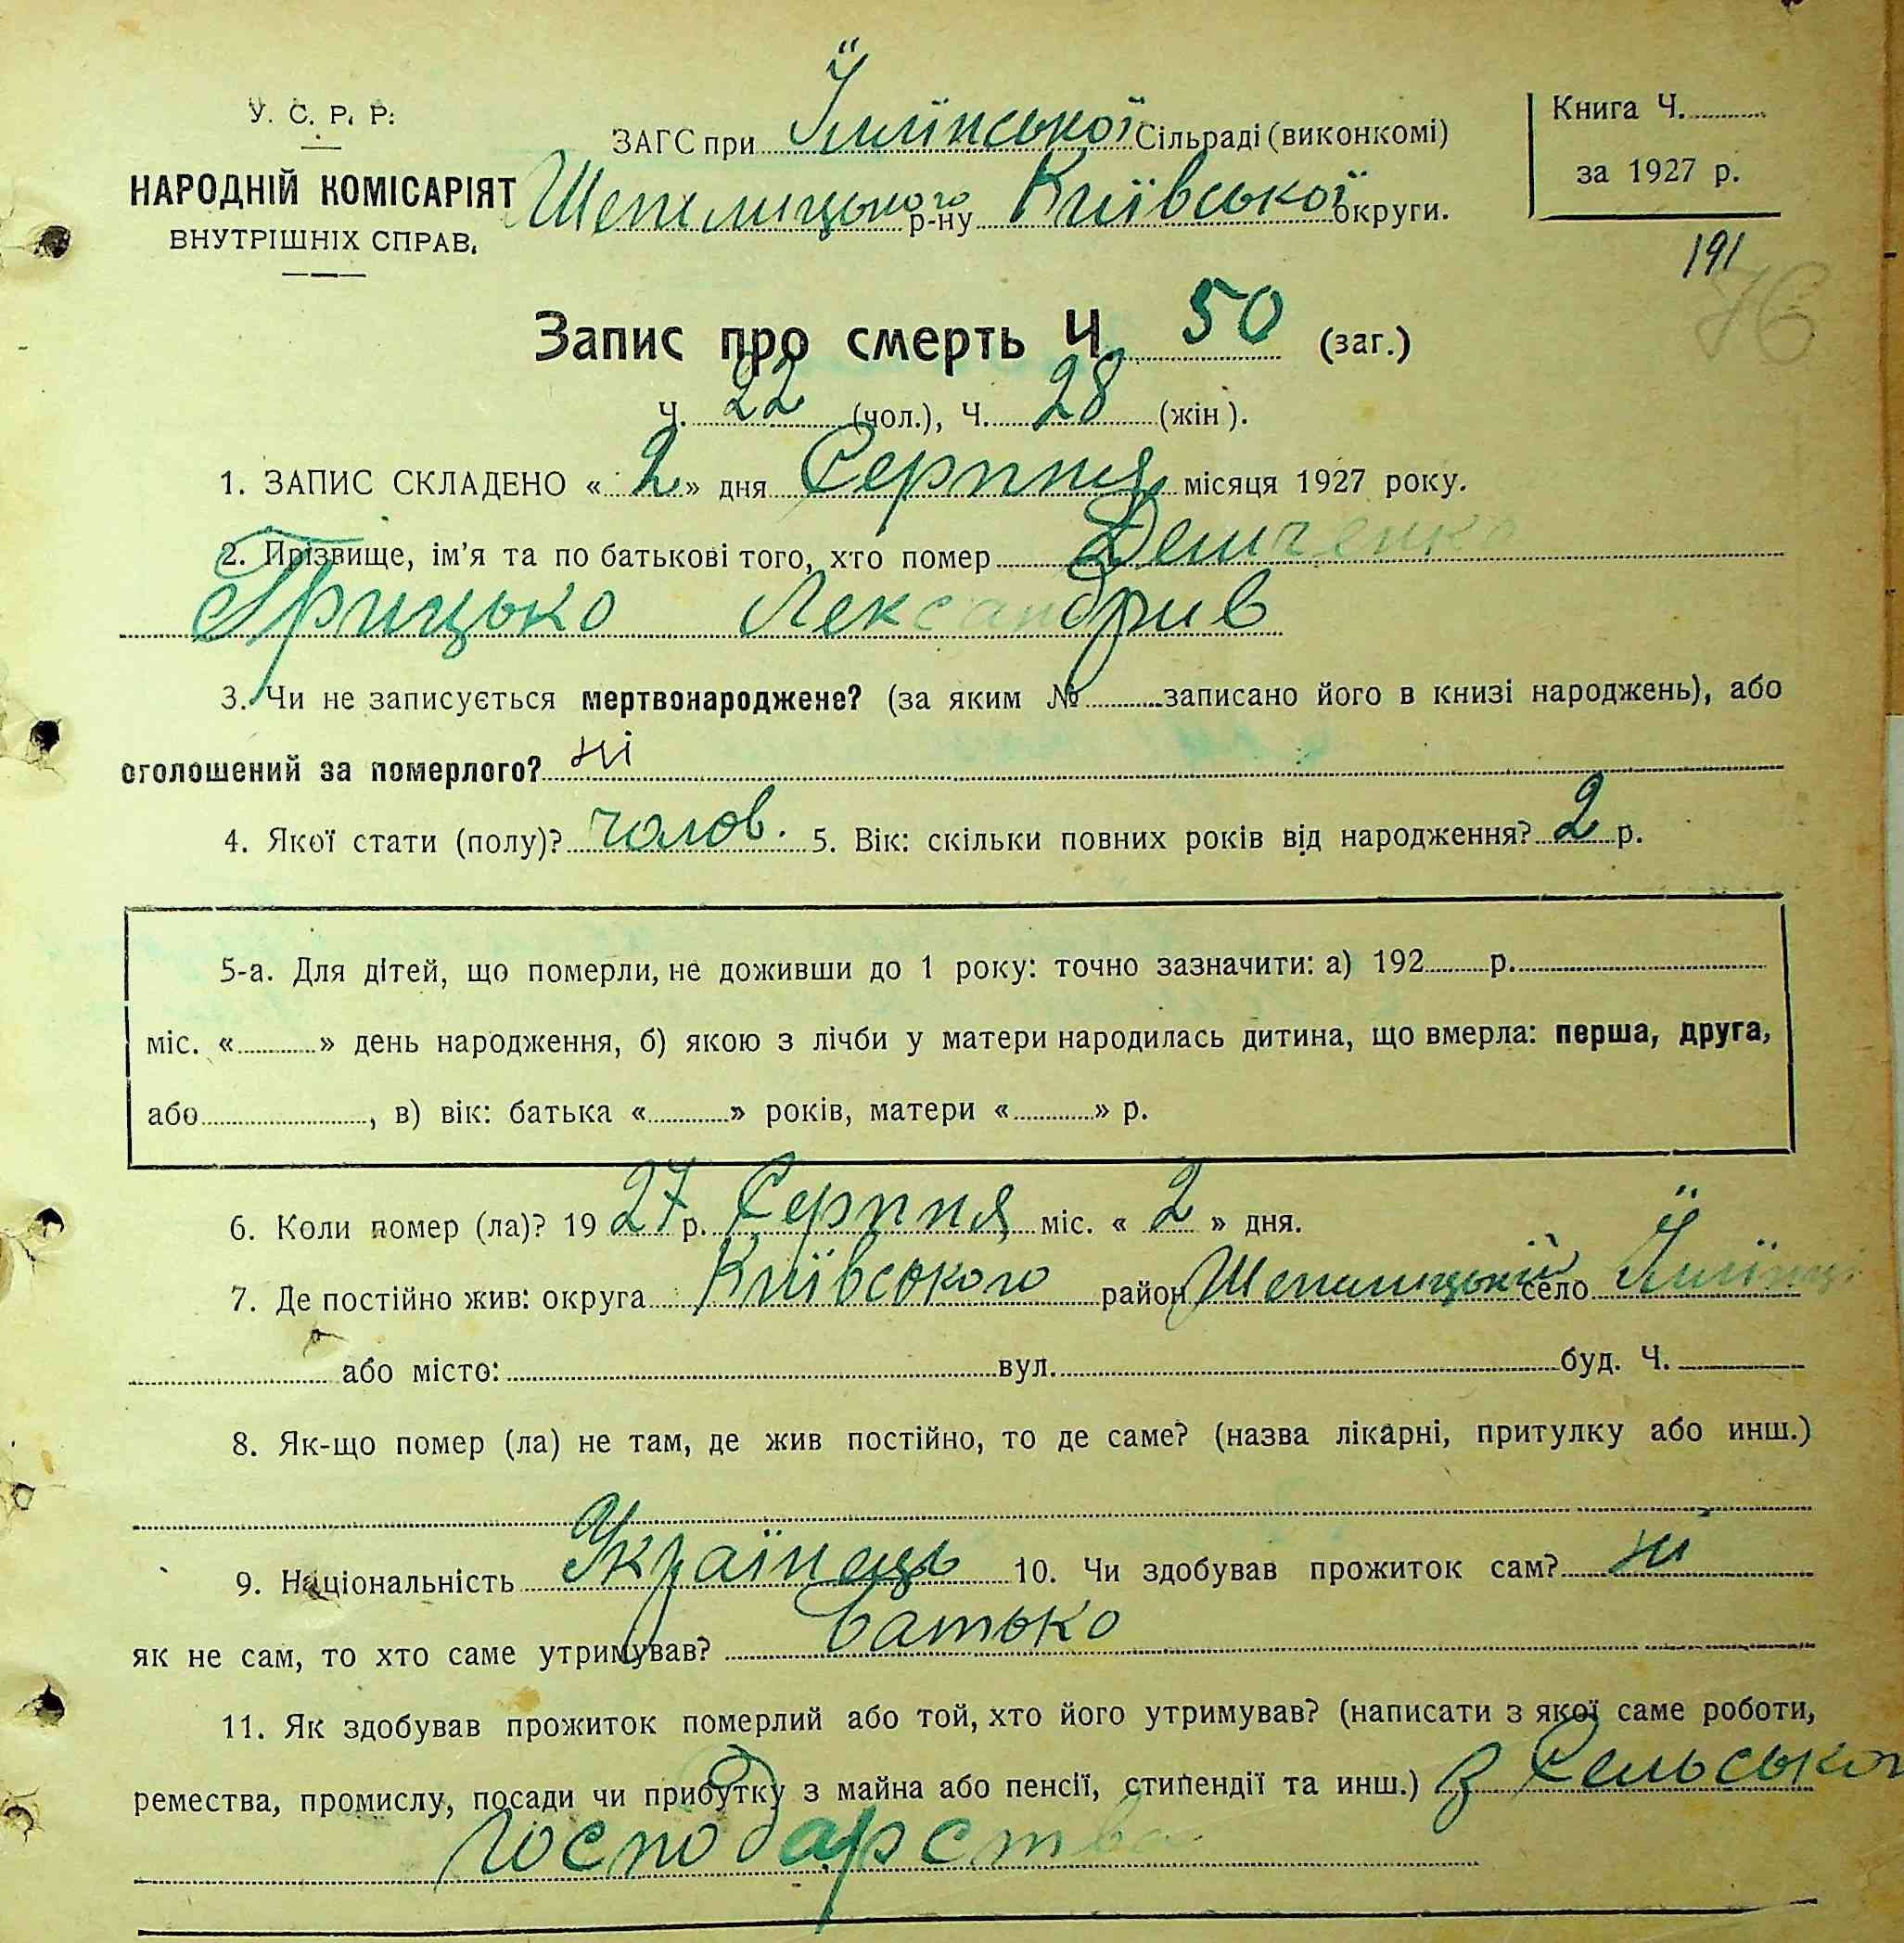 У. С. Р. Р.
ЗАГС при Їллїнської Сільраді (виконкомі)
Книга Ч.
НАРОДНІЙ КОМІСАРІЯТ
Шепелицького р-ну Київської округи.
за 1927 р.
ВНУТРІШНІХ СПРАВ.
191
76
Запис про смерть Ч. 50 (заг.)
Ч. 22 (чол.), Ч. 28 (жін).
1. ЗАПИС СКЛАДЕНО « 2 » дня Серпня місяця 1927 року.
2. Прізвище, ім’я та по батькові того, хто помер Демченко
Грицько Лександрив
3. Чи не записується мертвонароджене? (за яким № записано його в книзі народжень), або
оголошений за померлого? ні
4. Якої стати (полу)? чолов. 5. Вік: скільки повних років від народження? 2 р.
5-а. Для дітей, що померли, не доживши до 1 року: точно зазначити: а) 192 р.
міс. « » день народження, б) якою з лічби у матери народилась дитина, що вмерла: перша, друга,
або , в) вік: батька « » років, матери « » р.
6. Коли помер (ла)? 19 27 р. Серпня міс. « 2 » дня.
7. Де постійно жив: округа Київського район Шепелицький село Їллїнці
або місто: вул. буд. Ч.
8. Як-що помер (ла) не там, де жив постійно, то де саме? (назва лікарні, притулку або инш.)
9. Національність Українець 10. Чи здобував прожиток сам? ні
як не сам, то хто саме утримував? батько
11. Як здобував прожиток померлий або той, хто його утримував? (написати з якої саме роботи,
ремества, промислу, посади чи прибутку з майна або пенсії, стипендії та инш.) З Сельського
господарства